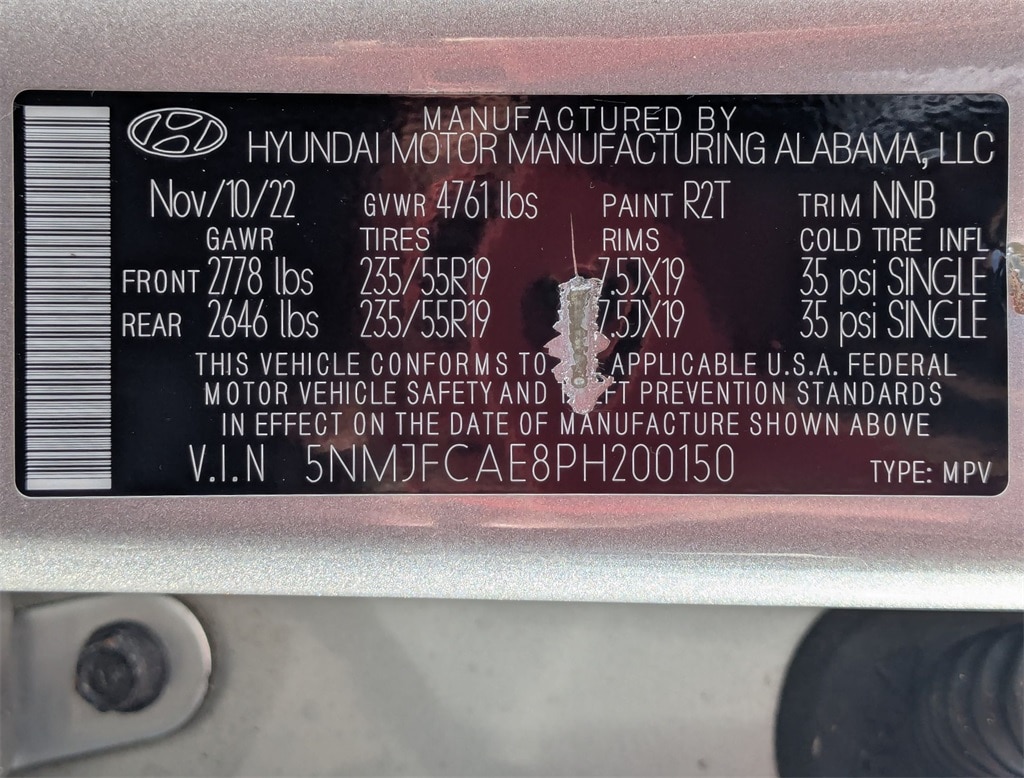 MANUFACTURED BY
HYUNDAI MOTOR MANUFACTURING ALABAMA, LLC
Nov/10/22 GVWR 4761 lbs PAINT R2T TRIM NNB
GAWR TIRES RIMS COLD TIRE INFL
FRONT 2778 lbs 235/55R19 7.5JX19 35 psi SINGLE
REAR 2646 lbs 235/55R19 7.5JX19 35 psi SINGLE
THIS VEHICLE CONFORMS TO APPLICABLE U.S.A. FEDERAL
MOTOR VEHICLE SAFETY AND PREVENTION STANDARDS
IN EFFECT ON THE DATE OF MANUFACTURE SHOWN ABOVE
V.I.N 5NMJFCAE8PH200150 TYPE: MPV